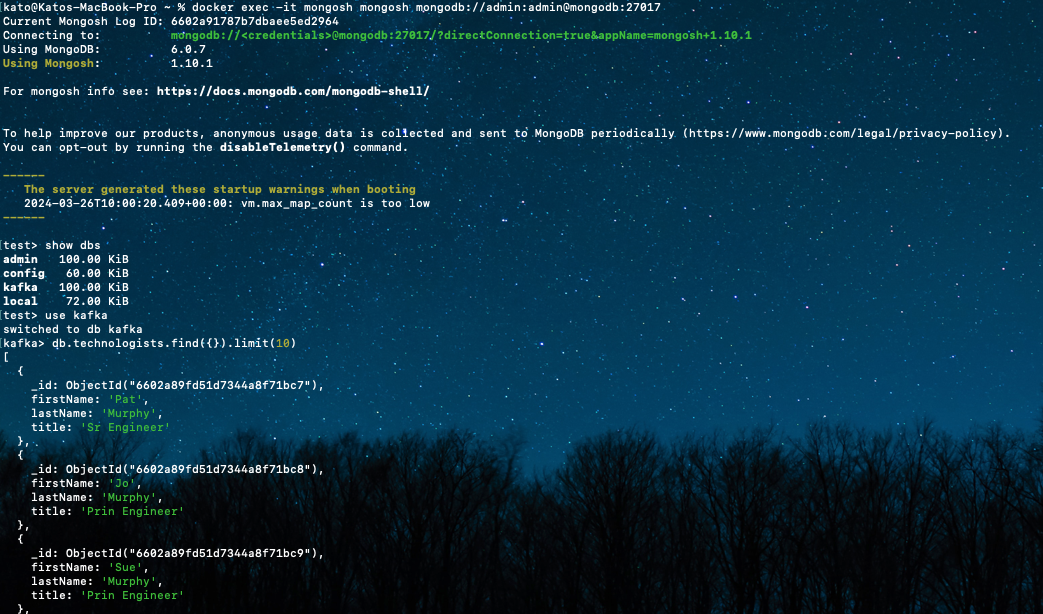 kato@Katos-MacBook-Pro ~ % docker exec -it mongosh mongosh mongodb://admin:admin@mongodb:27017
Current Mongosh Log ID: 6602a91787b7dbaee5ed2964
Connecting to:          mongodb://<credentials>@mongodb:27017/?directConnection=true&appName=mongosh+1.10.1
Using MongoDB:          6.0.7
Using Mongosh:          1.10.1
For mongosh info see: https://docs.mongodb.com/mongodb-shell/
To help improve our products, anonymous usage data is collected and sent to MongoDB periodically (https://www.mongodb.com/legal/privacy-policy).
You can opt-out by running the disableTelemetry() command.
------
   The server generated these startup warnings when booting
   2024-03-26T10:00:20.409+00:00: vm.max_map_count is too low
------
[test> show dbs
admin   100.00 KiB
config   60.00 KiB
kafka   100.00 KiB
local    72.00 KiB
[test> use kafka
switched to db kafka
[kafka> db.technologists.find({}).limit(10)
[
  {
    _id: ObjectId("6602a89fd51d7344a8f71bc7"),
    firstName: 'Pat',
    lastName: 'Murphy',
    title: 'Sr Engineer'
  },
  {
    _id: ObjectId("6602a89fd51d7344a8f71bc8"),
    firstName: 'Jo',
    lastName: 'Murphy',
    title: 'Prin Engineer'
  },
  {
    _id: ObjectId("6602a89fd51d7344a8f71bc9"),
    firstName: 'Sue',
    lastName: 'Murphy',
    title: 'Prin Engineer'
  },